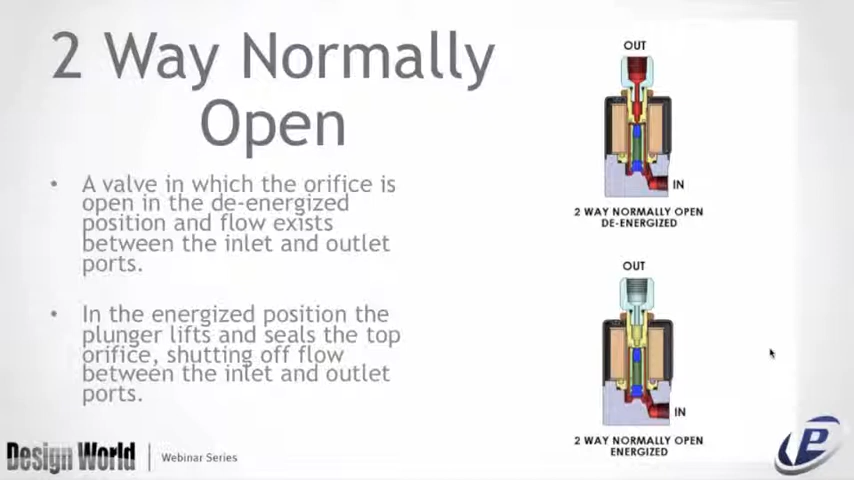 2 Way Normally
Open
• A valve in which the orifice is
open in the de-energized
position and flow exists
between the inlet and outlet
ports.
• In the energized position the
plunger lifts and seals the top
orifice, shutting off flow
between the inlet and outlet
ports.
OUT
IN
2 WAY NORMALLY OPEN
DE-ENERGIZED
OUT
IN
2 WAY NORMALLY OPEN
ENERGIZED
Design World
Webinar Series
P